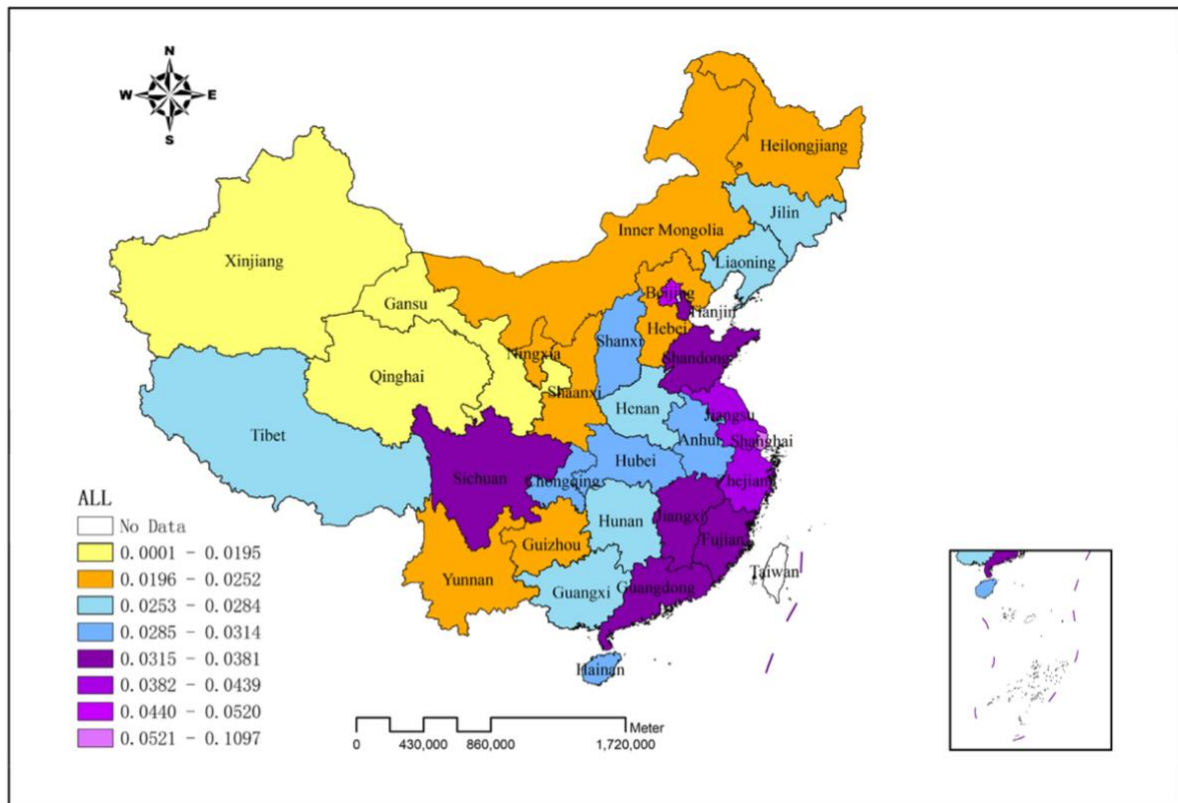 N
W E
S
Heilongjiang
Jilin
Inner Mongolia
Liaoning
Xinjiang
Beijing
Gansu
Tianjin
Hebei
Shanxi
Ningxia
Shandong
Qinghai
Shaanxi
Henan
Jiangsu
Tibet
Anhui
Shanghai
Hubei
Sichuan
Chongqing
Zhejiang
Hunan
Jiangxi
Guizhou
Fujian
Taiwan
Yunnan
Guangxi
Guangdong
Hainan
ALL
No Data
0.0001 - 0.0195
0.0196 - 0.0252
0.0253 - 0.0284
0.0285 - 0.0314
0.0315 - 0.0381
0.0382 - 0.0439
0.0440 - 0.0520
0.0521 - 0.1097
Meter
0 430,000 860,000 1,720,000